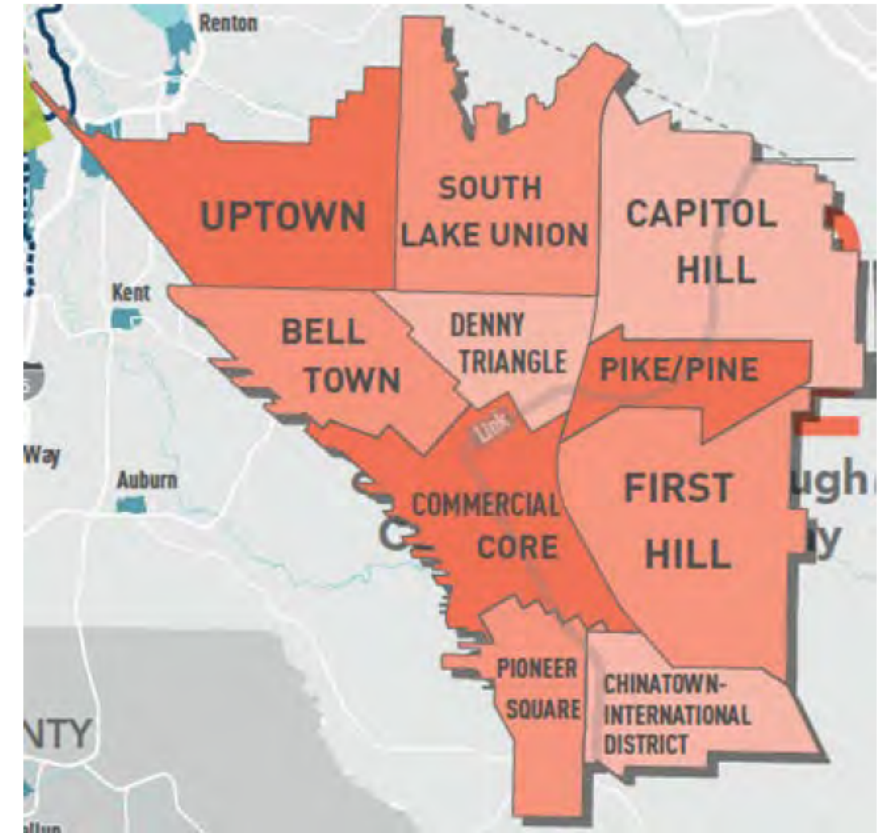 Renton
UPTOWN
SOUTH
LAKE UNION
CAPITOL
HILL
Kent
BELL
TOWN
DENNY
TRIANGLE
PIKE/PINE
Link
Way
Auburn
COMMERCIAL
CORE
FIRST
HILL
ugh
y
PIONEER
SQUARE
CHINATOWN-
INTERNATIONAL
DISTRICT
NTY